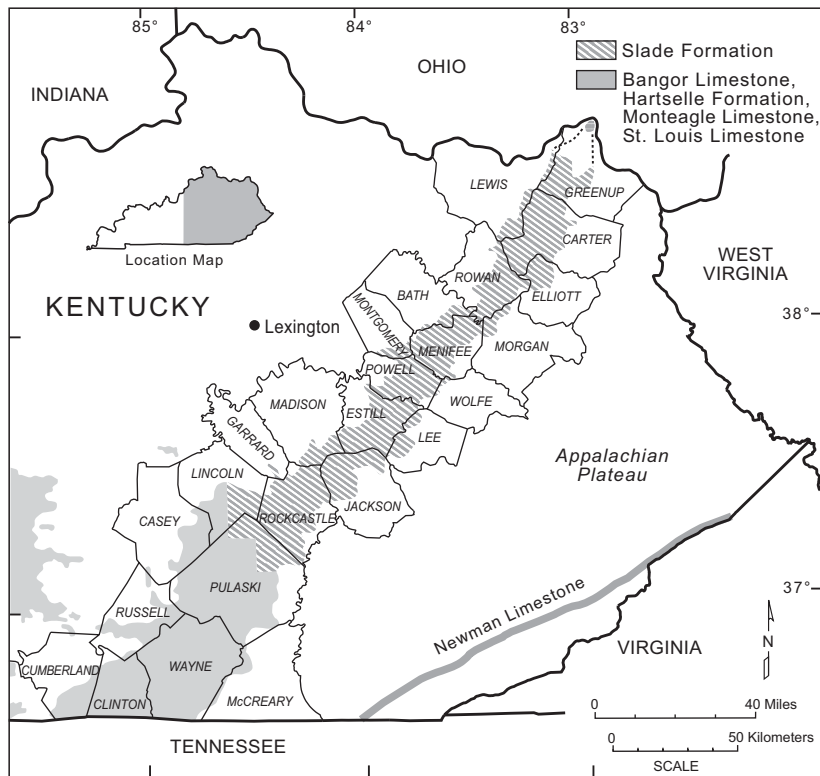 85°
84°
83°
Slade Formation
Bangor Limestone,
Hartselle Formation,
Monteagle Limestone,
St. Louis Limestone
OHIO
INDIANA
LEWIS
GREENUP
CARTER
WEST
VIRGINIA
Location Map
ROWAN
ELLIOTT
BATH
KENTUCKY
MONTGOMERY
38°
Lexington
MENIFEE
MORGAN
POWELL
WOLFE
MADISON
ESTILL
GARRARD
LEE
Appalachian
Plateau
LINCOLN
JACKSON
CASEY
ROCKCASTLE
PULASKI
37°
RUSSELL
Newman Limestone
N
VIRGINIA
CUMBERLAND
WAYNE
CLINTON
McCREARY
0 40 Miles
TENNESSEE
0 50 Kilometers
SCALE